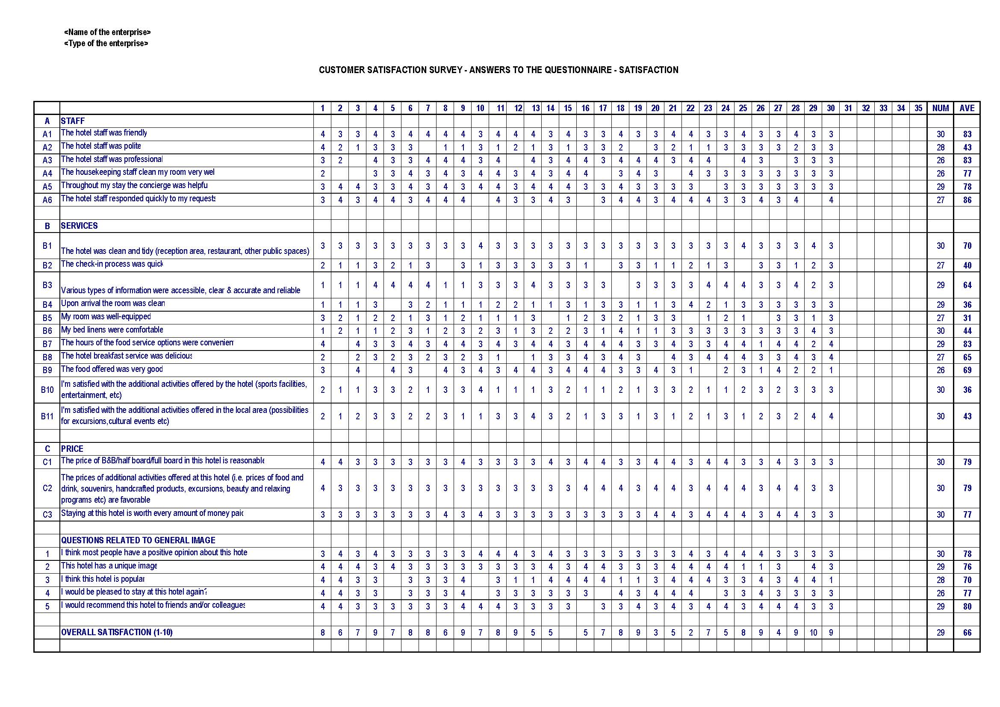 <Name of the enterprise>
<Type of the enterprise>
CUSTOMER SATISFACTION SURVEY - ANSWERS TO THE QUESTIONNAIRE - SATISFACTION
1 2 3 4 5 6 7 8 9 10 11 12 13 14 15 16 17 18 19 20 21 22 23 24 25 26 27 28 29 30 31 32 33 34 35 NUM AVE
A STAFF
A1 The hotel staff was friendly 4 3 3 4 3 4 4 4 4 3 4 4 4 3 4 3 3 4 3 3 4 4 3 3 4 3 3 4 3 3 30 83
A2 The hotel staff was polite 4 2 1 3 3 3 1 1 3 1 2 1 3 1 3 3 2 3 2 1 1 3 3 3 3 2 3 3 28 43
A3 The hotel staff was professional 3 2 4 3 3 4 4 4 3 4 4 3 4 4 3 4 4 4 3 4 4 4 3 3 3 3 26 83
A4 The housekeeping staff clean my room very wel 2 3 3 4 3 4 3 4 4 3 4 3 4 4 3 4 3 4 3 3 3 3 3 3 3 3 26 77
A5 Throughout my stay the concierge was helpfu 3 4 4 3 3 4 3 4 3 4 4 3 4 4 4 3 3 4 3 3 3 3 3 3 3 3 3 3 3 29 78
A6 The hotel staff responded quickly to my requests 3 4 3 4 4 3 4 4 4 4 3 3 4 3 3 4 4 3 4 4 4 3 3 4 3 4 4 27 86
B SERVICES
B1 The hotel was clean and tidy (reception area, restaurant, other public spaces) 3 3 3 3 3 3 3 3 3 4 3 3 3 3 3 3 3 3 3 3 3 3 3 3 4 3 3 3 4 3 30 70
B2 The check-in process was quick 2 1 1 3 2 1 3 3 1 3 3 3 3 3 1 3 3 1 1 2 1 3 3 3 1 2 3 27 40
B3 Various types of information were accessible, clear & accurate and reliable 1 1 1 4 4 4 4 1 1 3 3 3 4 3 3 3 3 3 3 3 3 4 4 4 3 3 4 2 3 29 64
B4 Upon arrival the room was clean 1 1 1 3 3 2 1 1 1 2 2 1 1 3 1 3 3 1 1 3 4 2 1 3 3 3 3 3 3 29 36
B5 My room was well-equipped 3 2 1 2 2 1 3 1 2 1 1 1 3 1 2 3 2 1 3 3 1 2 1 3 3 1 3 27 31
B6 My bed linens were comfortable 1 2 1 1 2 3 1 2 3 2 3 1 3 2 2 3 1 4 1 1 3 3 3 3 3 3 3 3 4 3 30 44
B7 The hours of the food service options were convenien 4 4 3 3 4 3 4 4 3 4 3 4 4 3 4 4 4 3 3 4 3 3 4 4 1 4 4 2 4 29 83
B8 The hotel breakfast service was delicious 2 2 3 2 3 2 3 2 3 1 1 3 3 4 3 4 3 4 3 4 4 4 3 3 4 3 4 27 65
B9 The food offered was very good 3 4 4 3 4 3 4 3 4 4 3 4 4 4 3 3 4 3 1 2 3 1 4 2 2 1 26 69
B10 I'm satisfied with the additional activities offered by the hotel (sports facilities,
entertainment, etc) 2 1 1 3 3 2 1 3 3 4 1 1 1 3 2 1 1 2 1 3 3 2 1 1 2 3 2 3 3 3 30 36
B11 I'm satisfied with the additional activities offered in the local area (possibilities
for excursions,cultural events etc) 2 1 2 3 3 2 2 3 1 1 3 3 4 3 2 1 3 3 1 3 1 2 1 3 1 2 3 2 4 4 30 43
C PRICE
C1 The price of B&B/half board/full board in this hotel is reasonable 4 4 3 3 3 3 3 3 4 3 3 3 3 4 3 4 4 3 3 4 4 3 4 4 3 3 4 3 3 3 30 79
C2 The prices of additional activities offered at this hotel (i.e. prices of food and
drink, souvenirs, handcrafted products, excursions, beauty and relaxing
programs etc) are favorable 4 3 3 3 3 3 3 3 3 3 3 3 3 3 3 4 4 4 3 4 4 3 4 4 4 3 4 4 3 3 30 79
C3 Staying at this hotel is worth every amount of money paid 3 3 3 3 3 3 3 4 3 4 3 3 3 3 3 3 3 3 3 4 4 3 4 4 4 3 4 4 3 3 30 77
QUESTIONS RELATED TO GENERAL IMAGE
1 I think most people have a positive opinion about this hote 3 4 3 4 3 3 3 3 3 4 4 4 3 4 3 3 3 3 3 3 3 4 3 4 4 4 3 3 3 3 30 78
2 This hotel has a unique image 4 4 4 3 4 3 3 3 3 3 3 3 3 4 3 4 4 3 3 3 4 4 4 4 1 1 3 4 3 29 76
3 I think this hotel is popular 4 4 3 3 3 3 3 4 3 1 1 4 4 4 4 1 1 3 4 4 4 3 3 4 3 4 4 1 28 70
4 I would be pleased to stay at this hotel again? 4 4 3 3 3 3 3 4 3 3 3 3 3 3 4 3 4 4 4 3 3 4 3 3 3 3 26 77
5 I would recommend this hotel to friends and/or colleagues 4 4 3 3 3 3 3 3 4 4 4 3 3 3 3 3 3 4 3 4 3 4 4 3 4 4 4 3 3 29 80
OVERALL SATISFACTION (1-10) 8 6 7 9 7 8 8 6 9 7 8 9 5 5 5 7 8 9 3 5 2 7 5 8 9 4 9 10 9 29 66